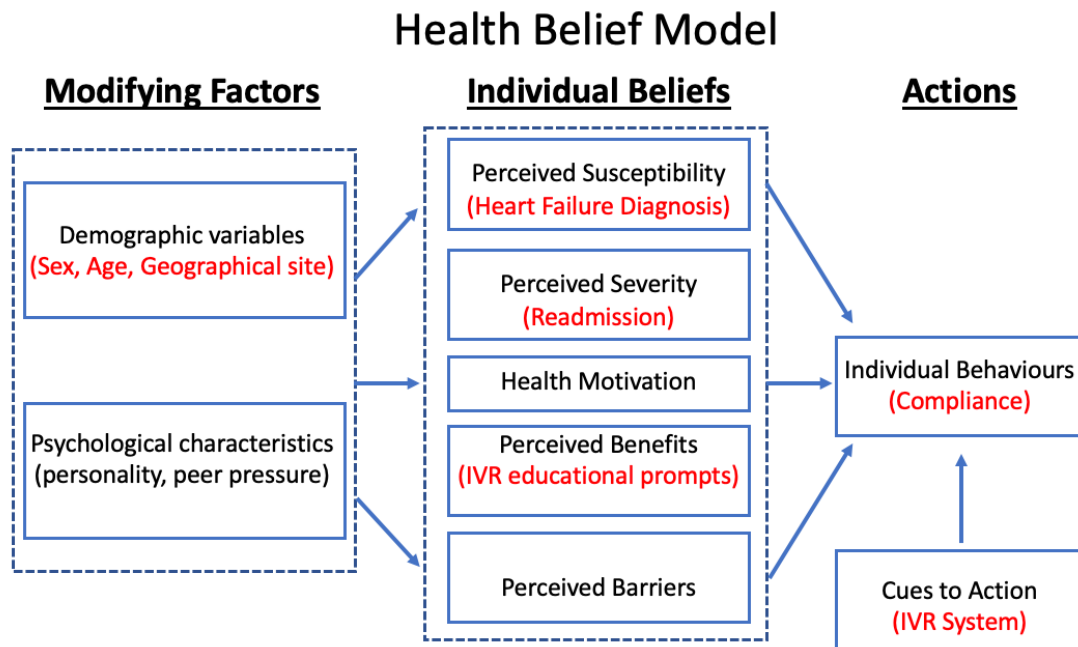 Health Belief Model
Modifying Factors
Individual Beliefs
Actions
Demographic variables
(Sex, Age, Geographical site)
Psychological characteristics
(personality, peer pressure)
Perceived Susceptibility
(Heart Failure Diagnosis)
Perceived Severity
(Readmission)
Health Motivation
Perceived Benefits
(IVR educational prompts)
Perceived Barriers
Individual Behaviours
(Compliance)
Cues to Action
(IVR System)